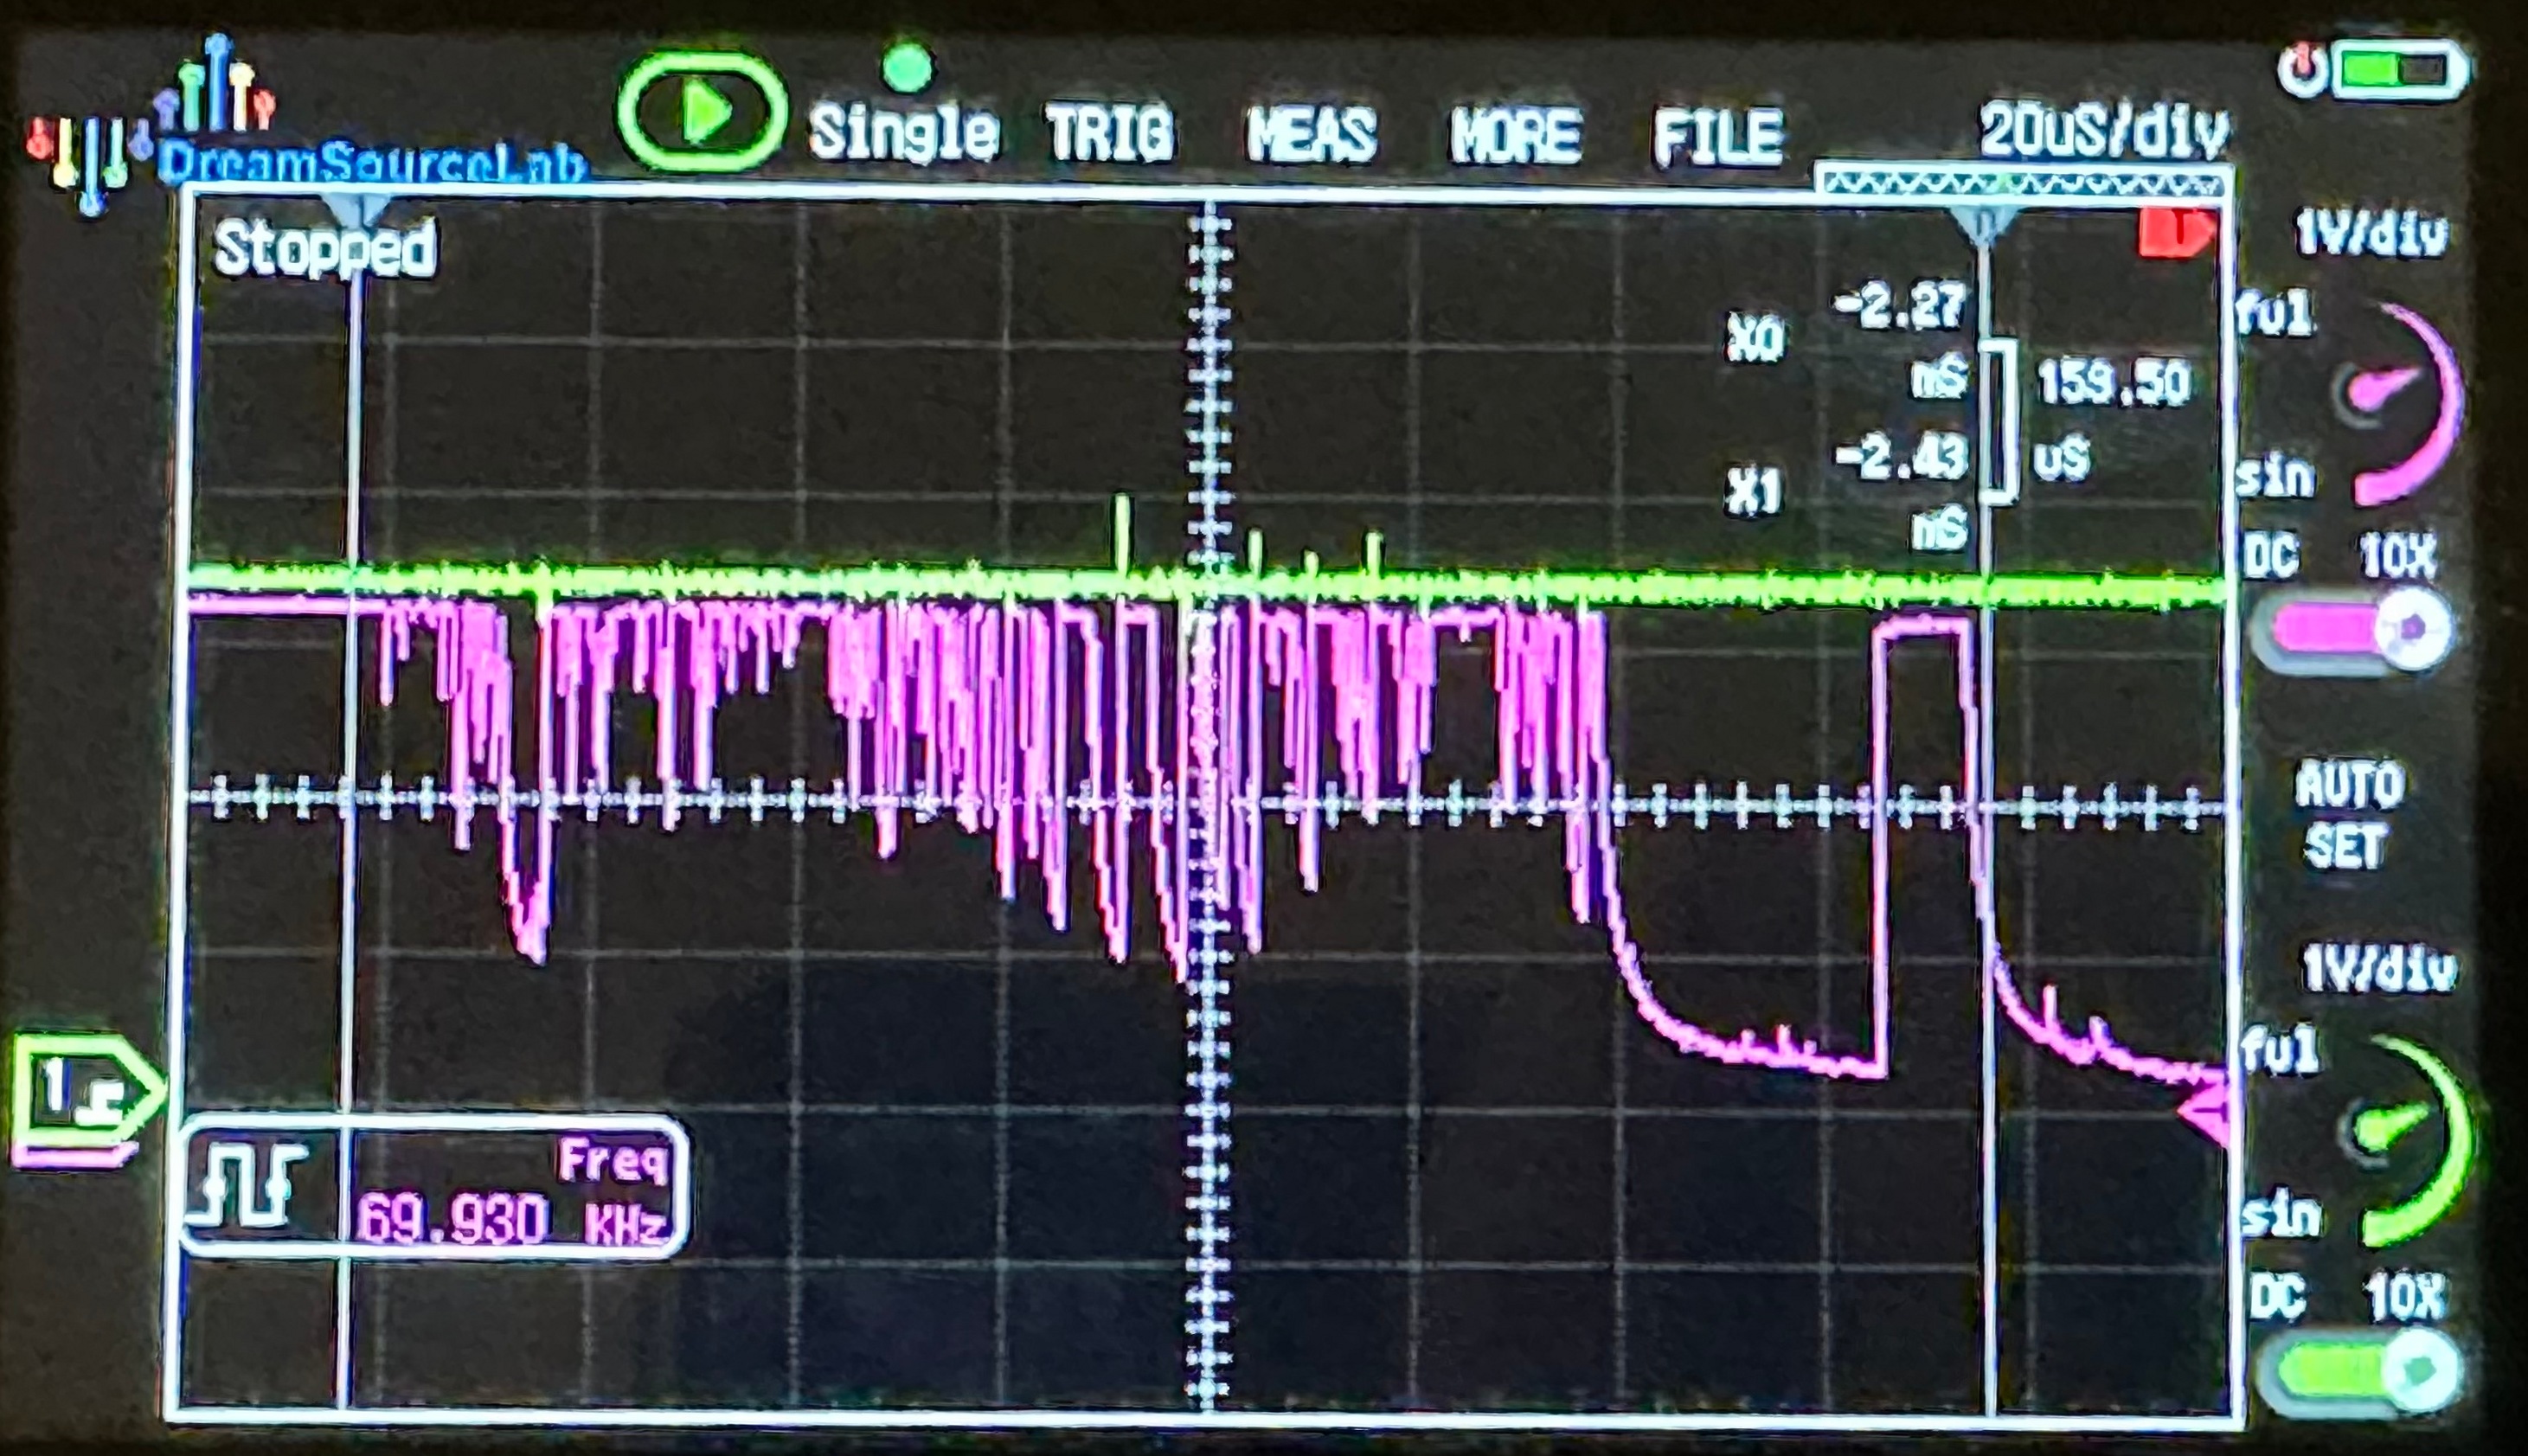 DreamSourceLab
Single TRIG MEAS MORE FILE 20uS/div
Stopped
1V/div
ful
sin
DC 10X
X0 -2.27 mS
159.50 uS
X1 -2.43 mS
AUTO
SET
1V/div
ful
sin
DC 10X
1
Freq
69.930 KHz